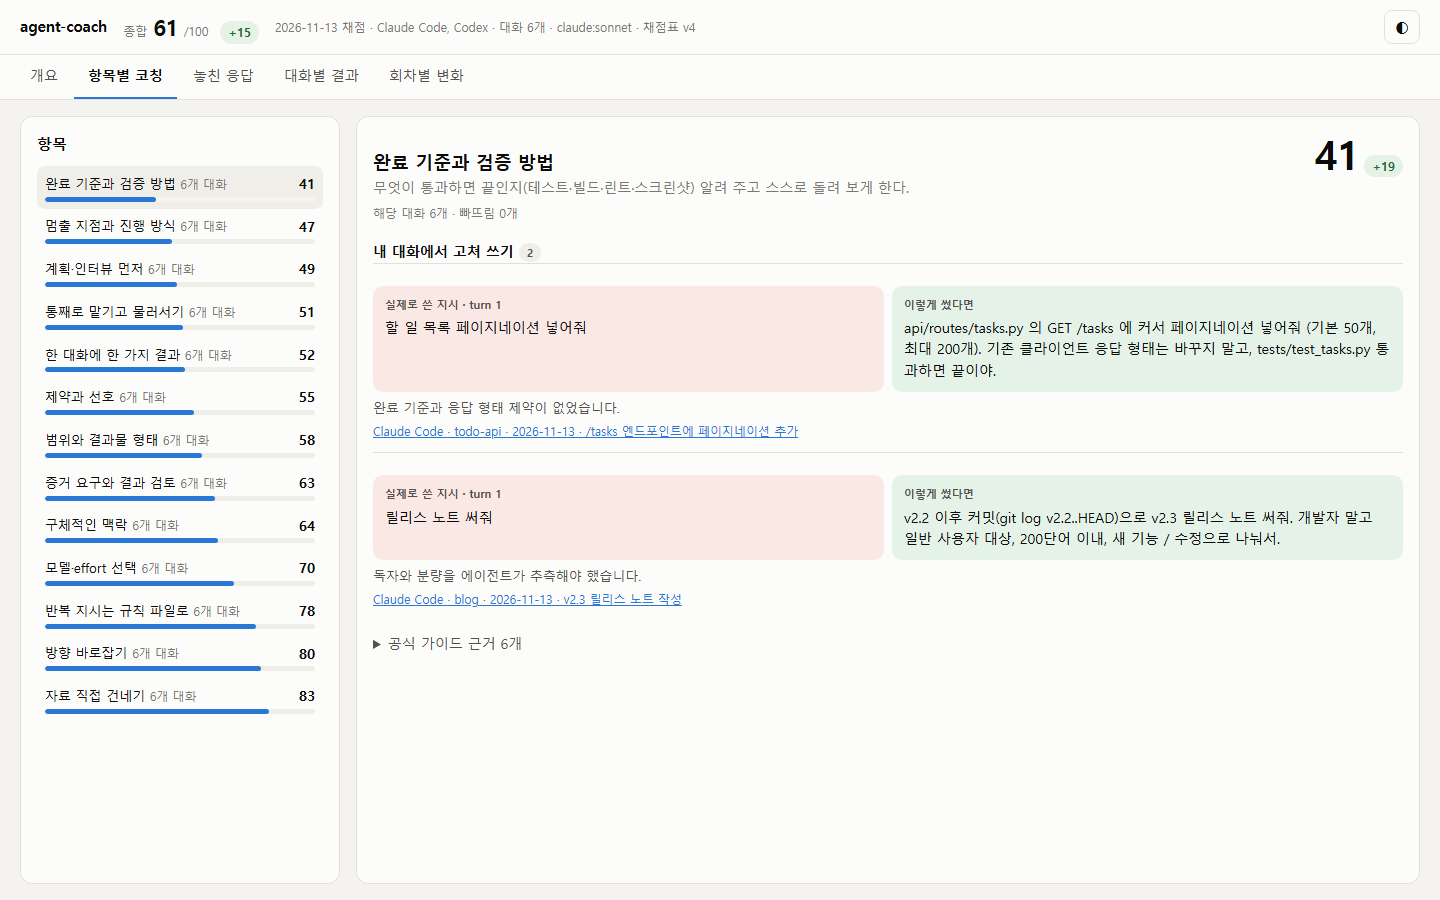 agent-coach 종합 61 /100 +15 2026-11-13 채점 · Claude Code, Codex · 대화 6개 · claude:sonnet · 채점표 v4
개요 항목별 코칭 놓친 응답 대화별 결과 회차별 변화
항목
완료 기준과 검증 방법 6개 대화 41
멈출 지점과 진행 방식 6개 대화 47
계획·인터뷰 먼저 6개 대화 49
통째로 맡기고 물러서기 6개 대화 51
한 대화에 한 가지 결과 6개 대화 52
제약과 선호 6개 대화 55
범위와 결과물 형태 6개 대화 58
증거 요구와 결과 검토 6개 대화 63
구체적인 맥락 6개 대화 64
모델·effort 선택 6개 대화 70
반복 지시는 규칙 파일로 6개 대화 78
방향 바로잡기 6개 대화 80
자료 직접 건네기 6개 대화 83
완료 기준과 검증 방법 41 +19
무엇이 통과하면 끝인지(테스트·빌드·린트·스크린샷) 알려 주고 스스로 돌려 보게 한다.
해당 대화 6개 · 빠뜨림 0개
내 대화에서 고쳐 쓰기 2
실제로 쓴 지시 · turn 1
할 일 목록 페이지네이션 넣어줘
이렇게 썼다면
api/routes/tasks.py 의 GET /tasks 에 커서 페이지네이션 넣어줘 (기본 50개,
최대 200개). 기존 클라이언트 응답 형태는 바꾸지 말고, tests/test_tasks.py 통
과하면 끝이야.
완료 기준과 응답 형태 제약이 없었습니다.
Claude Code · todo-api · 2026-11-13 · /tasks 엔드포인트에 페이지네이션 추가
실제로 쓴 지시 · turn 1
릴리스 노트 써줘
이렇게 썼다면
v2.2 이후 커밋(git log v2.2..HEAD)으로 v2.3 릴리스 노트 써줘. 개발자 말고
일반 사용자 대상, 200단어 이내, 새 기능 / 수정으로 나눠서.
독자와 분량을 에이전트가 추측해야 했습니다.
Claude Code · blog · 2026-11-13 · v2.3 릴리스 노트 작성
▶ 공식 가이드 근거 6개